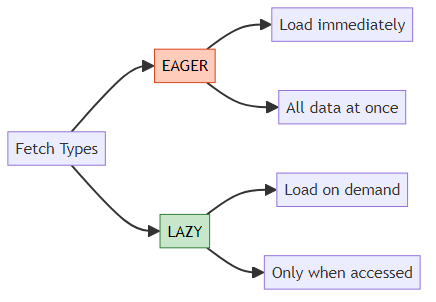 Fetch Types
EAGER
Load immediately
All data at once
LAZY
Load on demand
Only when accessed